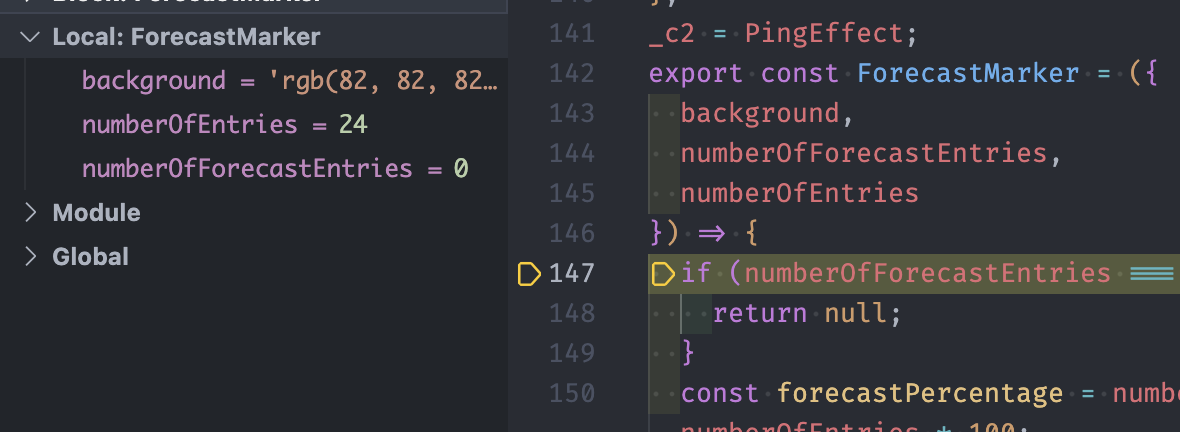 Local: ForecastMarker
background = 'rgb(82, 82, 82…
numberOfEntries = 24
numberOfForecastEntries = 0
Module
Global
141 _c2 = PingEffect;
142 export const ForecastMarker = ({
143 background,
144 numberOfForecastEntries,
145 numberOfEntries
146 }) => {
147 if (numberOfForecastEntries ===
148 return null;
149 }
150 const forecastPercentage = numbe
numberOfEntries * 100;